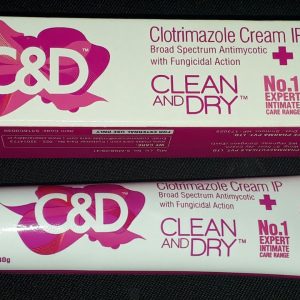 C&D™
Clotrimazole Cream IP
Broad Spectrum Antimycotic
with Fungicidal Action
CLEAN
AND DRY™
No.1
EXPERT
INTIMATE
CARE RANGE
C&D
Clotrimazole Cream IP
Broad Spectrum Antimycotic
with Fungicidal Action
CLEAN
AND DRY™
No.1
EXPERT
INTIMATE
CARE RANGE